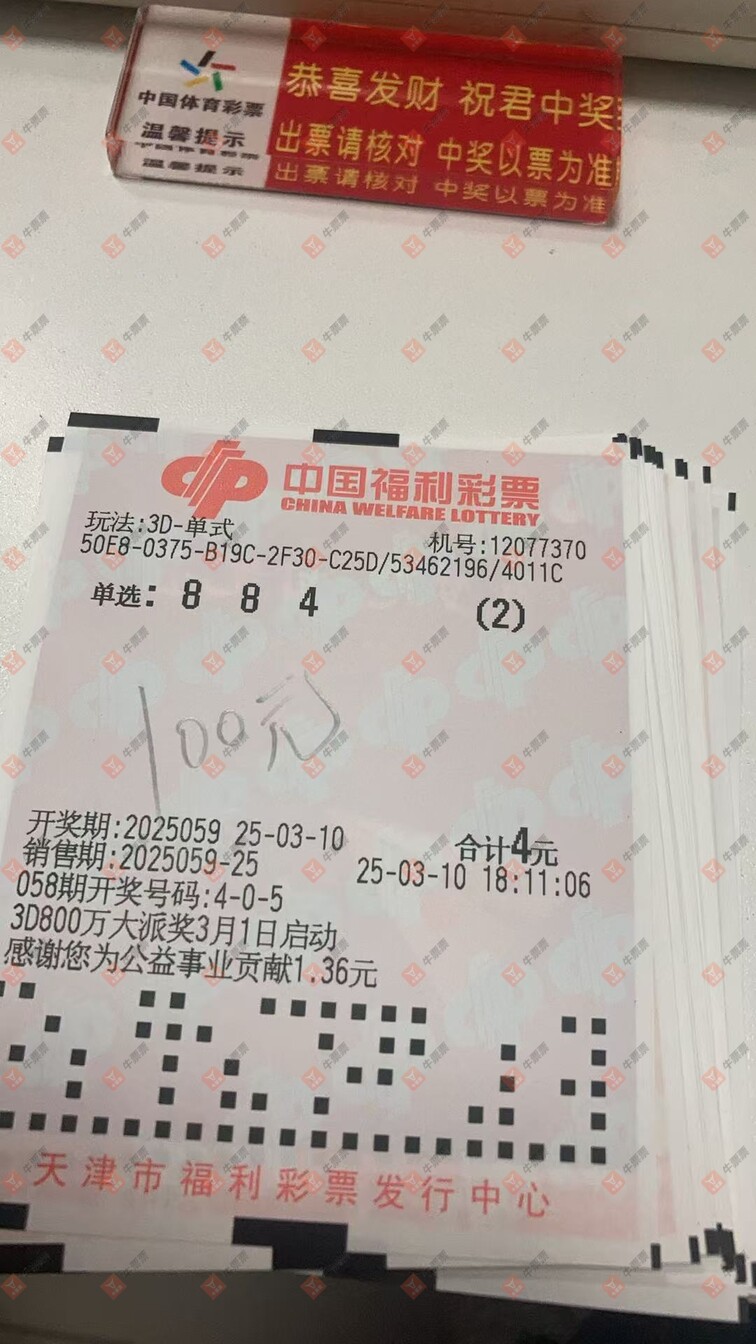 中国体育彩票
温馨提示
恭喜发财 祝君中奖
出票请核对 中奖以票为准
中国福利彩票
CHINA WELFARE LOTTERY
玩法:3D-单式
机号:12077370
50E8-0375-B19C-2F30-C25D/53462196/4011C
单选: 8 8 4 (2)
100元
开奖期:2025059 25-03-10 合计4元
销售期:2025059-25 25-03-10 18:11:06
058期开奖号码:4-0-5
3D800万大派奖3月1日启动
感谢您为公益事业贡献1.36元
天津市福利彩票发行中心